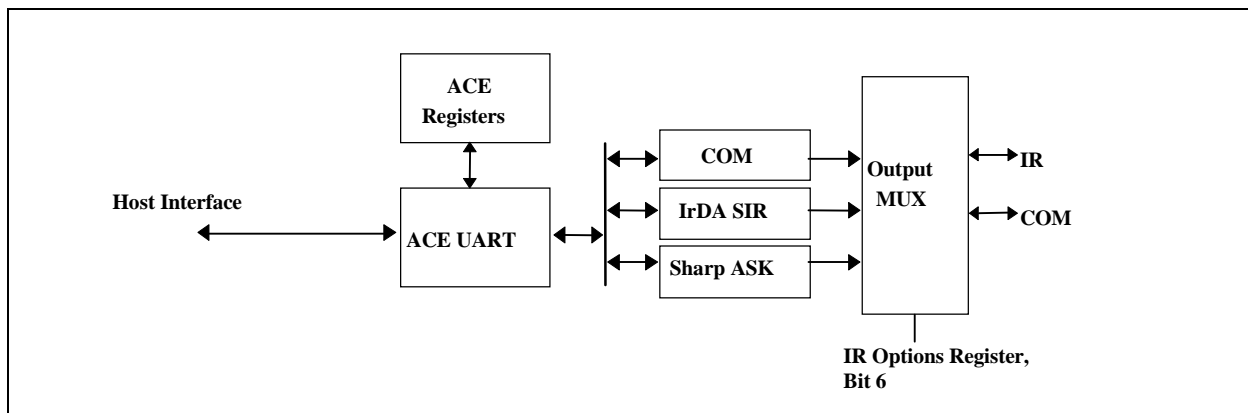 ACE
Registers
Host Interface
ACE UART
COM
IrDA SIR
Sharp ASK
Output
MUX
IR
COM
IR Options Register,
Bit 6